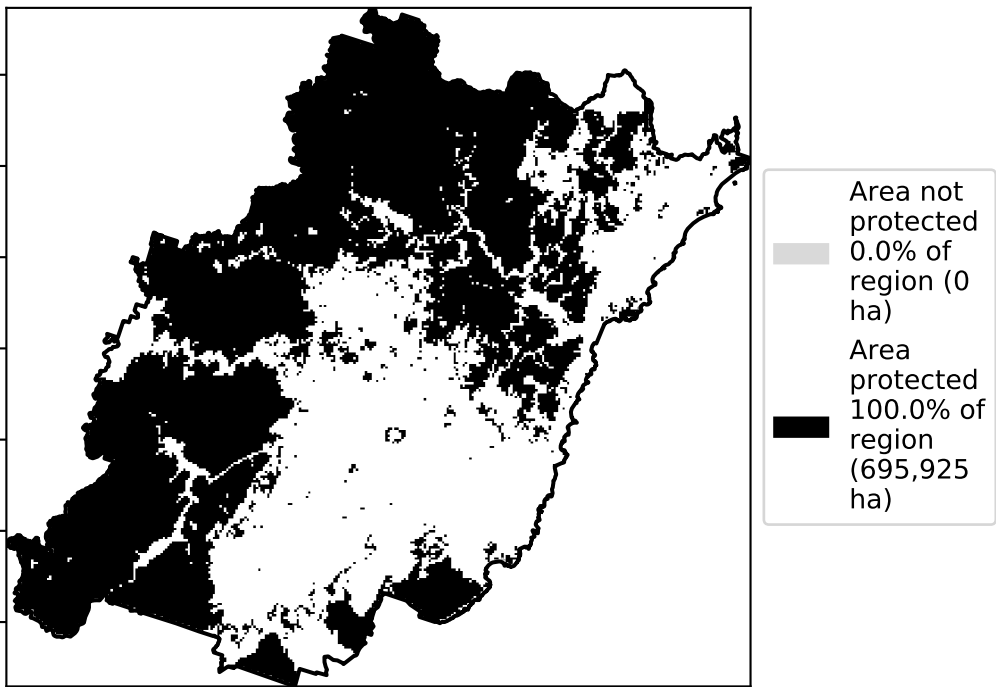 Area not
protected
0.0% of
region (0
ha)
Area
protected
100.0% of
region
(695,925
ha)